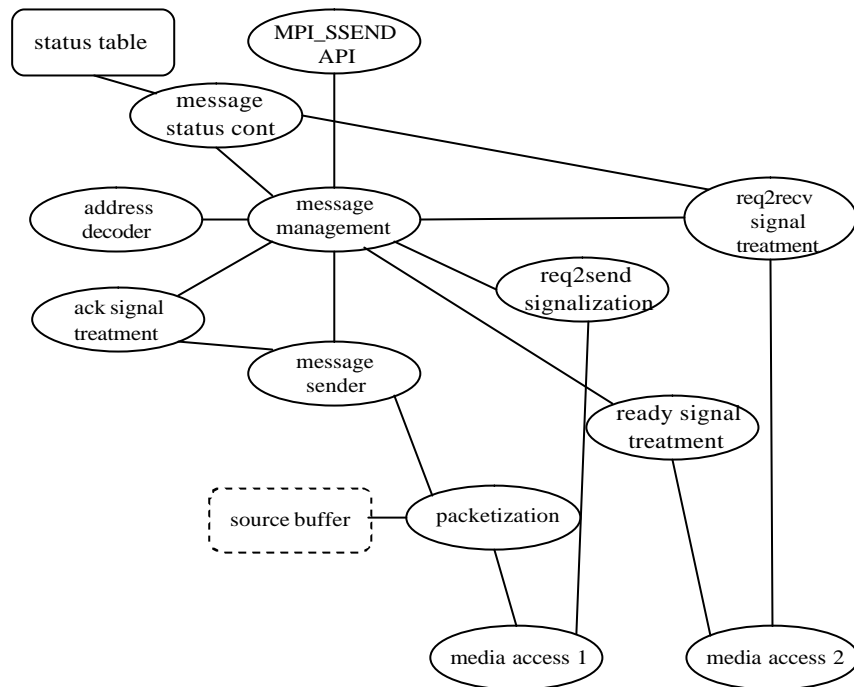 status table
MPI_SSEND
API
message
status cont
address
decoder
message
management
req2recv
signal
treatment
req2send
signalization
ack signal
treatment
message
sender
ready signal
treatment
source buffer
packetization
media access 1
media access 2